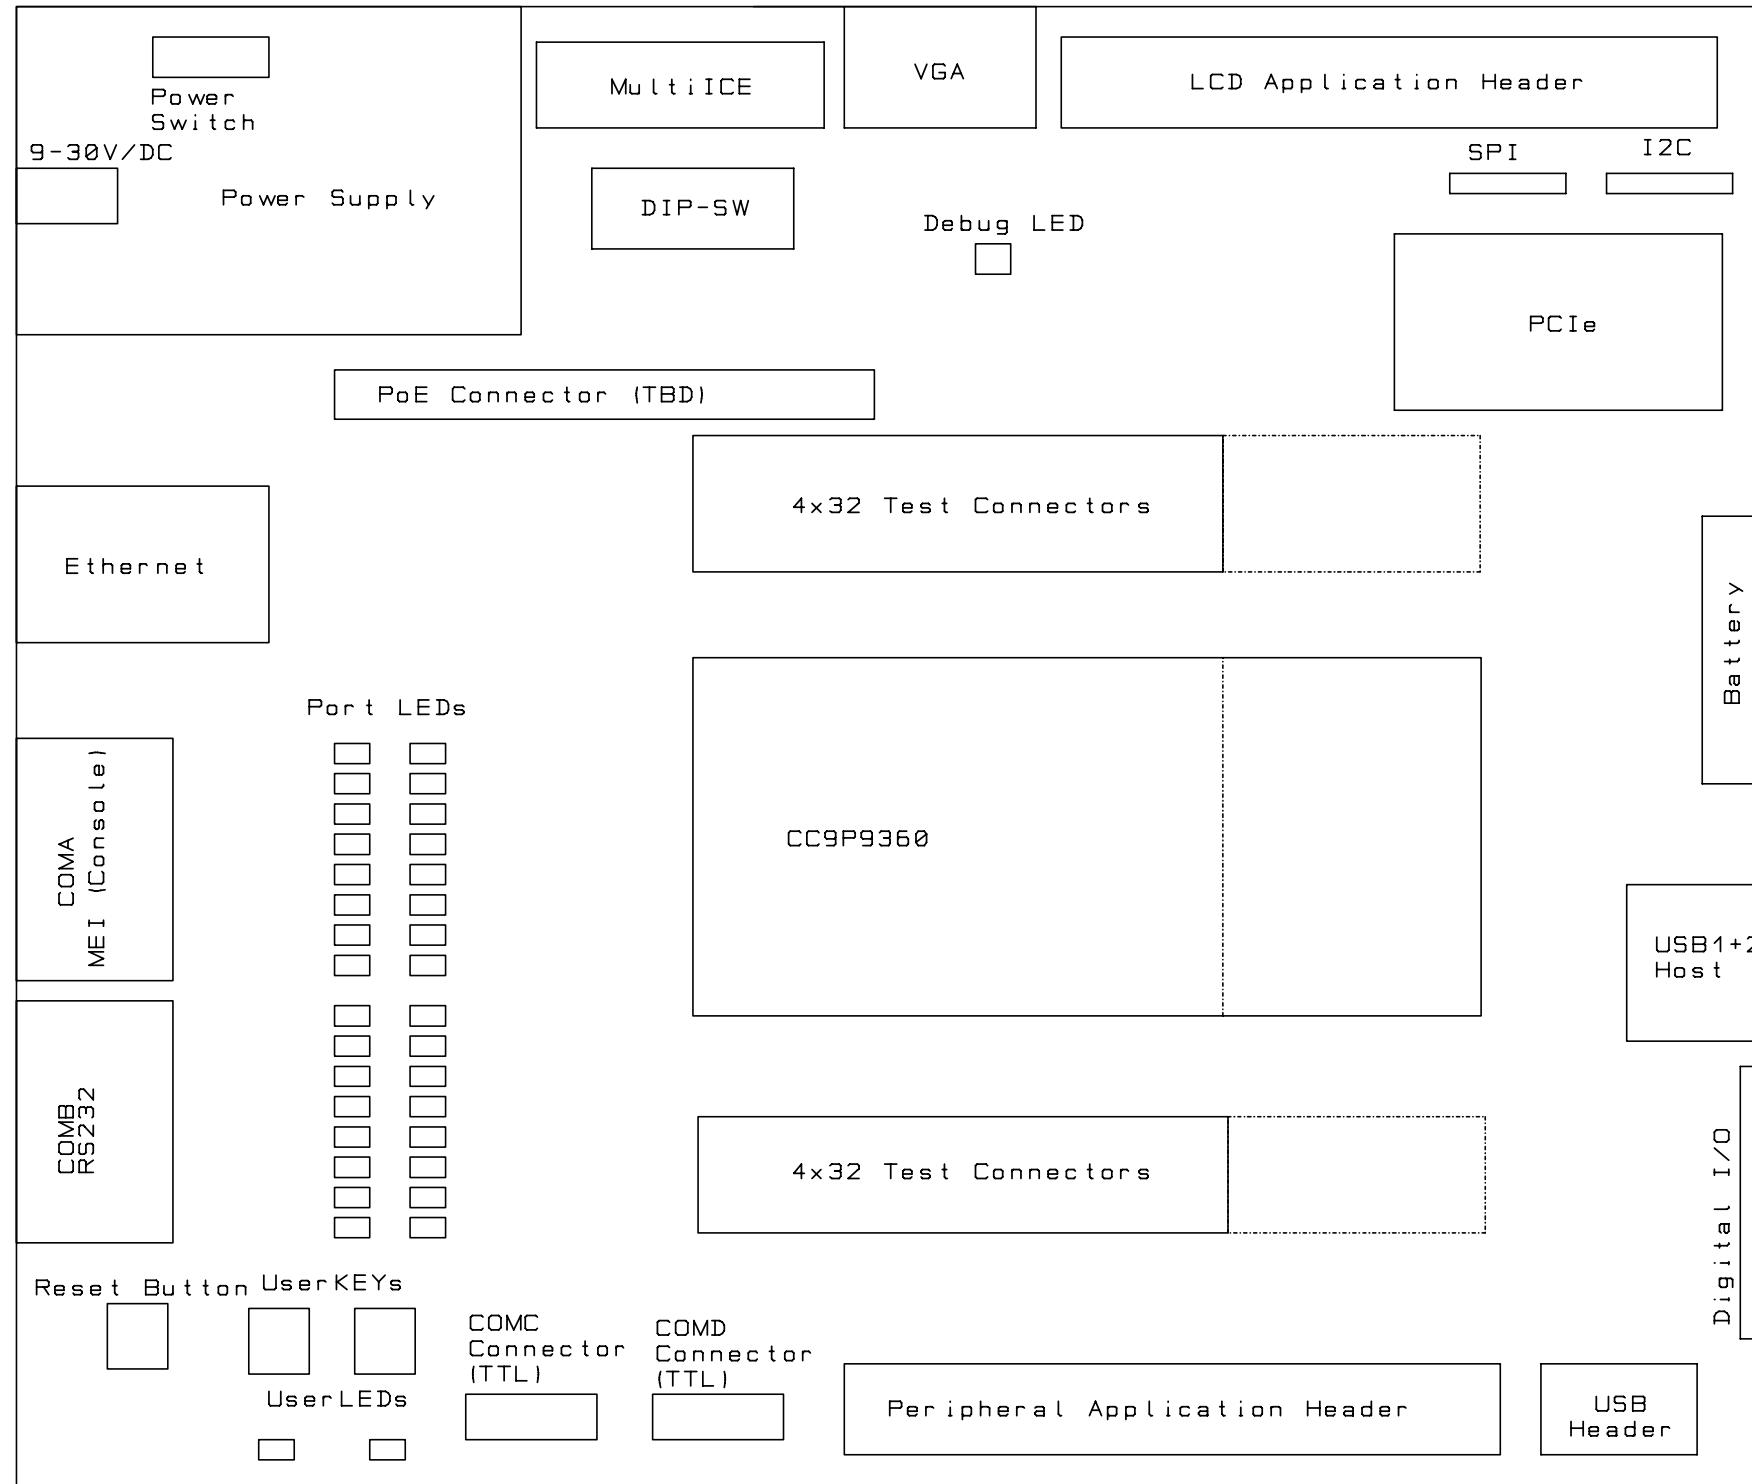 Power
Switch
9-30V/DC
Power Supply
MultiICE
VGA
LCD Application Header
SPI
I2C
DIP-SW
Debug LED
PCIe
PoE Connector (TBD)
4x32 Test Connectors
Ethernet
Battery
Port LEDs
COMA
MEI (Console)
CC9P9360
USB1+2
Host
COMB
RS232
4x32 Test Connectors
Digital I/O
Reset Button
UserKEYs
COMC
Connector
(TTL)
COMD
Connector
(TTL)
UserLEDs
Peripheral Application Header
USB
Header